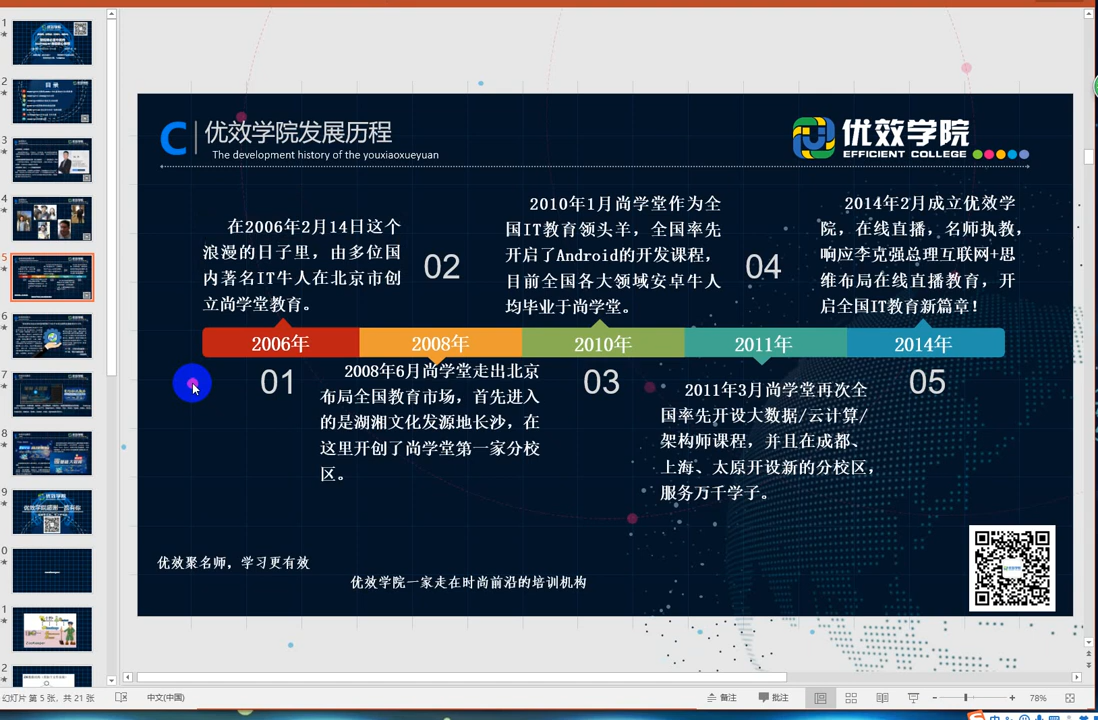 1
2
目 录
3
4
5
6
7
8
9
优效学院
0
1
2
C 优效学院发展历程
The development history of the youxiaoxueyuan
优效学院
EFFICIENT COLLEGE
在2006年2月14日这个
浪漫的日子里，由多位国
内著名IT牛人在北京市创
立尚学堂教育。
02
2010年1月尚学堂作为全
国IT教育领头羊，全国率先
开启了Android的开发课程，
目前全国各大领域安卓牛人
均毕业于尚学堂。
04
2014年2月成立优效学
院，在线直播，名师执教，
响应李克强总理互联网+思
维布局在线直播教育，开
启全国IT教育新篇章！
2006年 2008年 2010年 2011年 2014年
01
2008年6月尚学堂走出北京
布局全国教育市场，首先进入
的是湖湘文化发源地长沙，在
这里开创了尚学堂第一家分校
区。
03
2011年3月尚学堂再次全
国率先开设大数据/云计算/
架构师课程，并且在成都、
上海、太原开设新的分校区，
服务万千学子。
05
优效聚名师，学习更有效
优效学院一家走在时尚前沿的培训机构
幻灯片 第 5 张，共 21 张 中文(中国) 备注 批注 78%